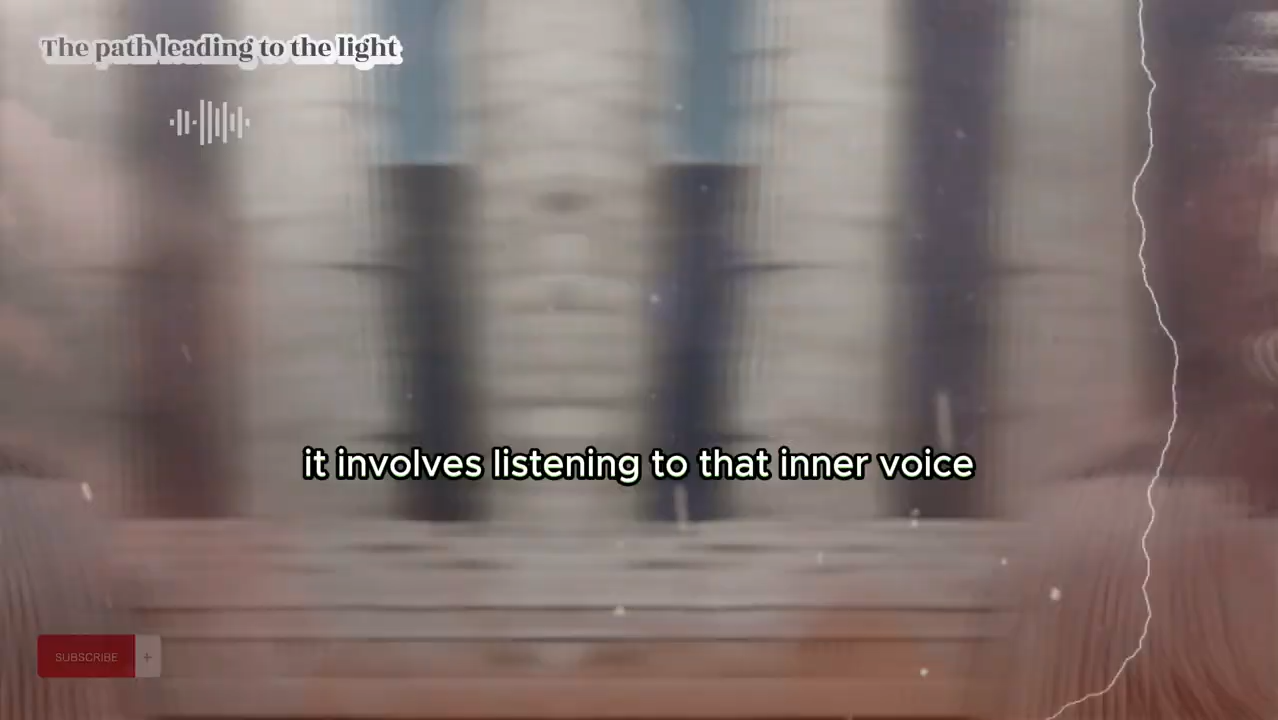 The path leading to the light
it involves listening to that inner voice
SUBSCRIBE +